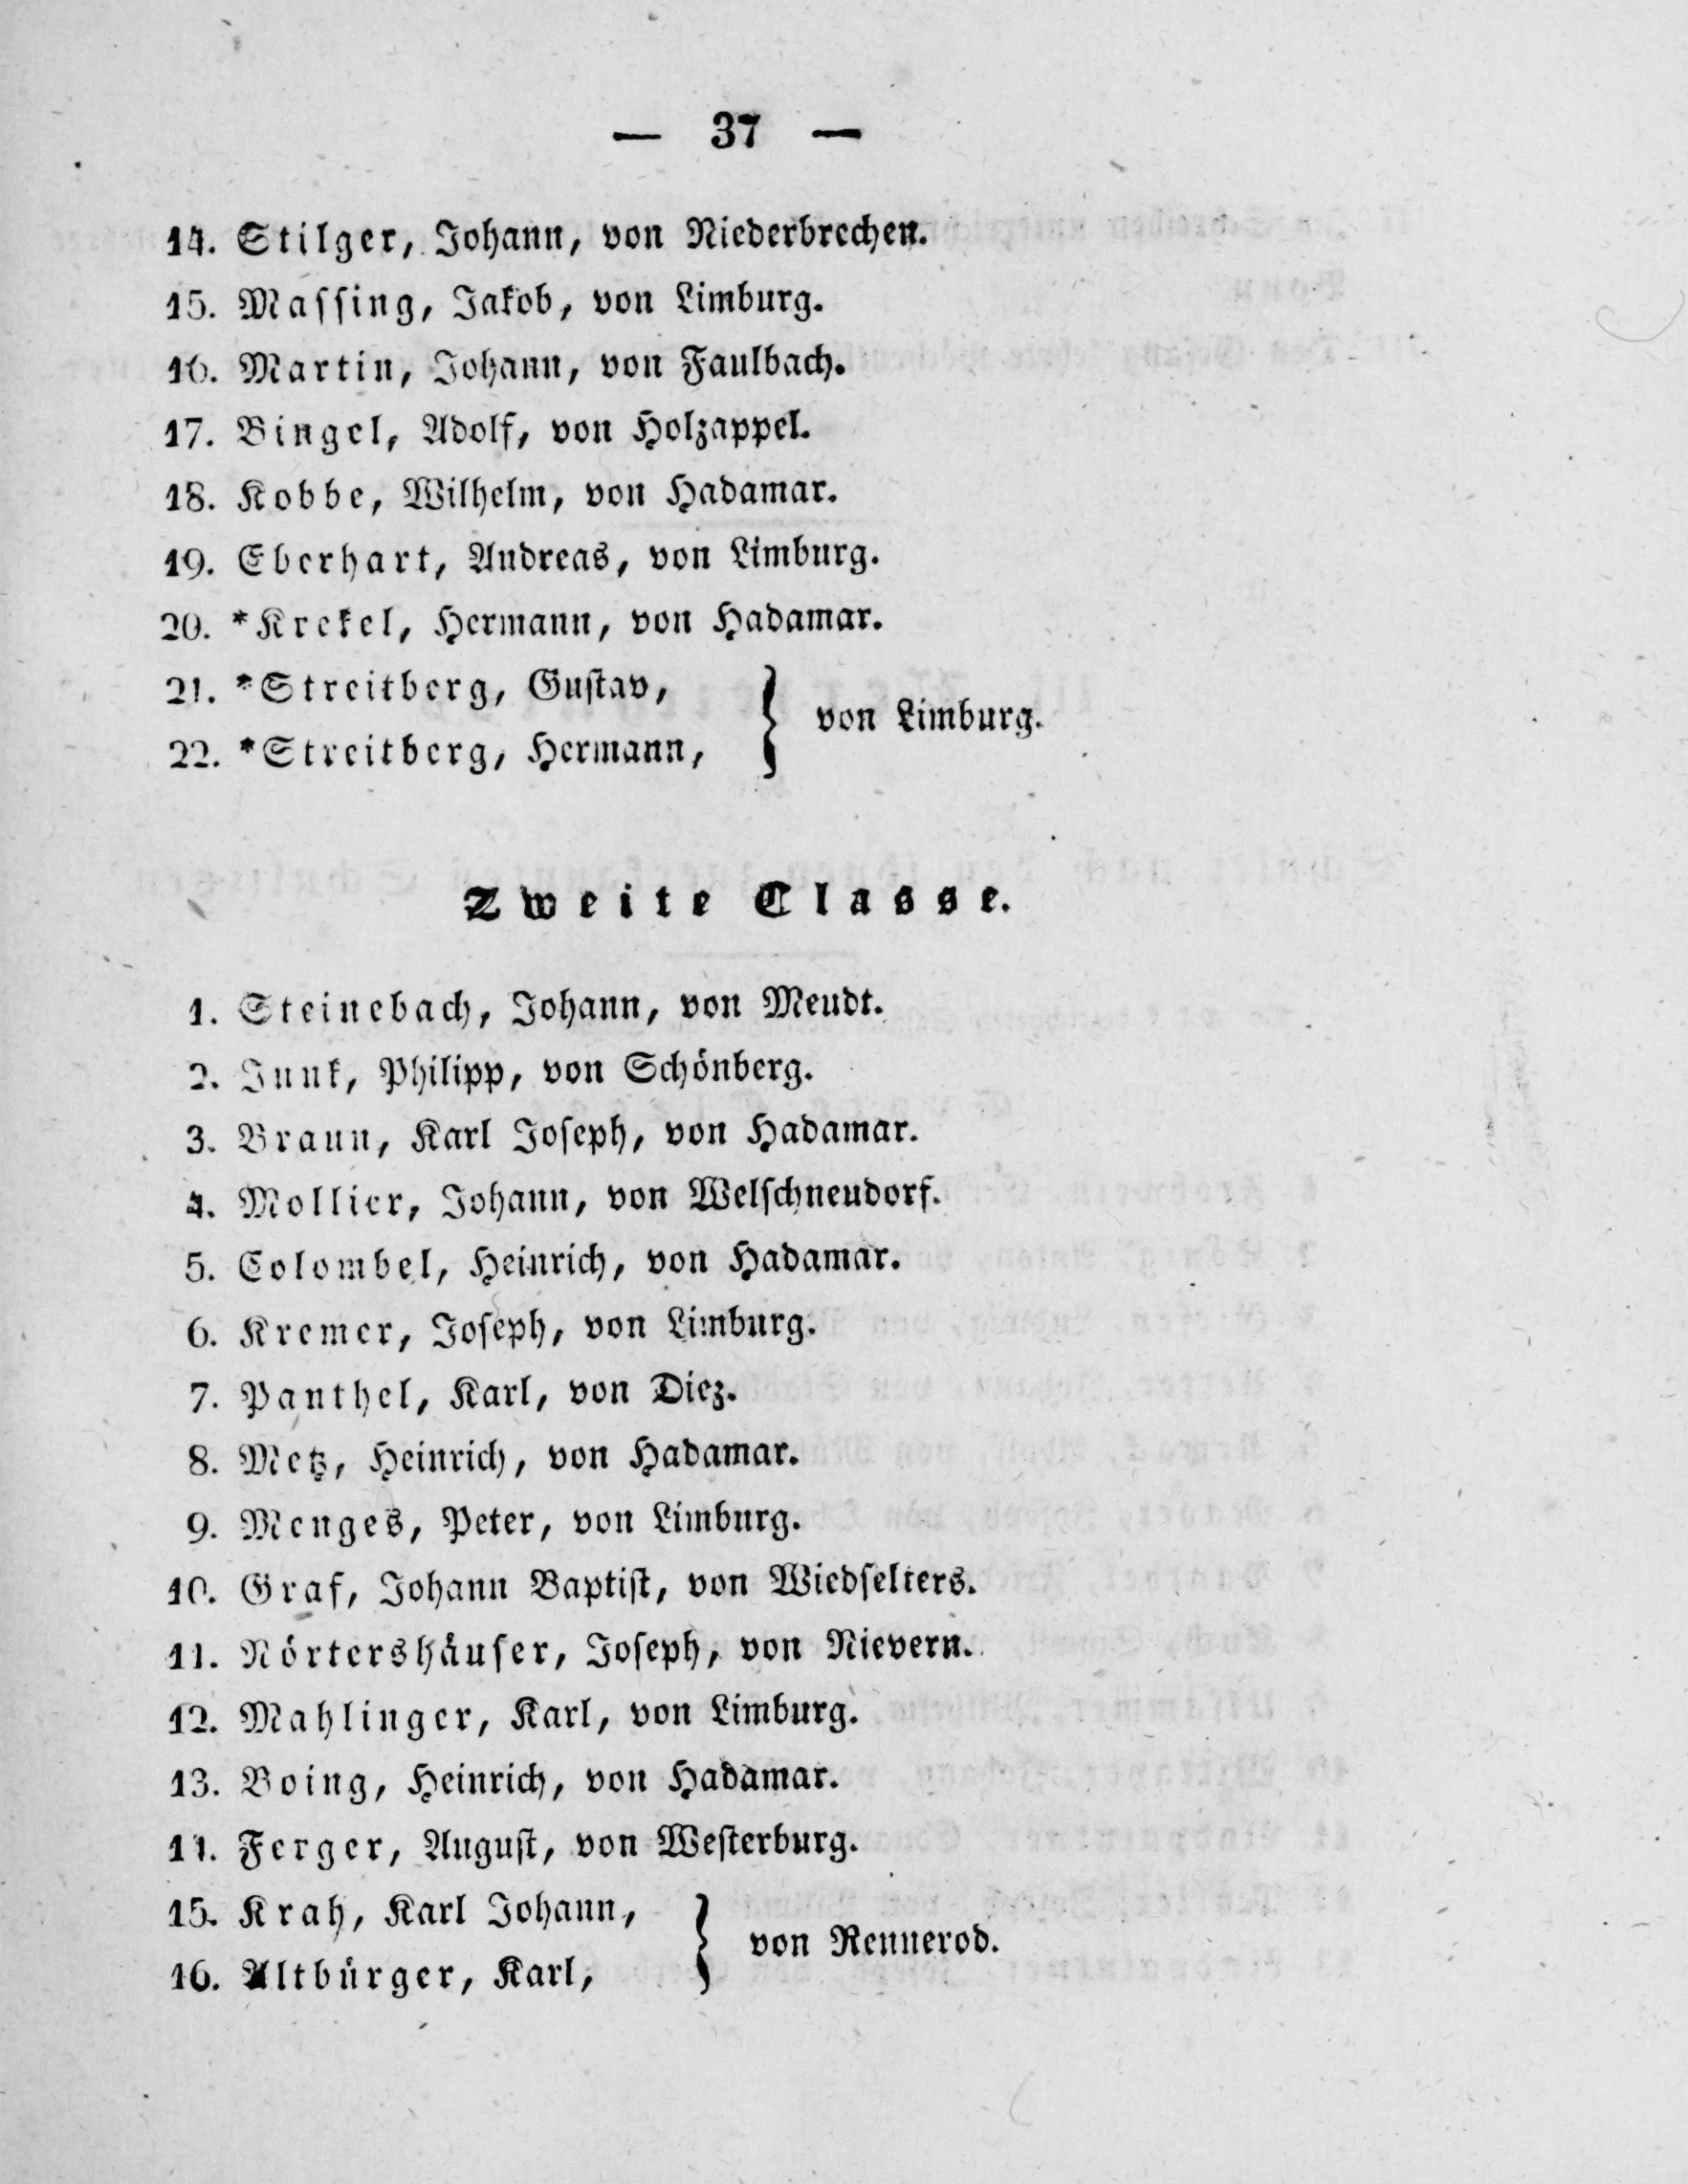 — 37 —
14. Stilger, Johann, von Niederbrechen.
15. Massing, Jakob, von Limburg.
16. Martin, Johann, von Faulbach.
17. Bingel, Adolf, von Holzappel.
18. Kobbe, Wilhelm, von Hadamar.
19. Eberhart, Andreas, von Limburg.
20. *Krekel, Hermann, von Hadamar.
21. *Streitberg, Gustav,
22. *Streitberg, Hermann,
} von Limburg.
Zweite Classe.
1. Steinebach, Johann, von Meudt.
2. Junk, Philipp, von Schönberg.
3. Braun, Karl Joseph, von Hadamar.
4. Mollier, Johann, von Welschneudorf.
5. Colombel, Heinrich, von Hadamar.
6. Kremer, Joseph, von Limburg.
7. Panthel, Karl, von Diez.
8. Metz, Heinrich, von Hadamar.
9. Menges, Peter, von Limburg.
10. Graf, Johann Baptist, von Wiedselters.
11. Nörtershäuser, Joseph, von Nievern.
12. Mahlinger, Karl, von Limburg.
13. Boing, Heinrich, von Hadamar.
14. Ferger, August, von Westerburg.
15. Krah, Karl Johann,
16. Altbürger, Karl,
} von Rennerod.